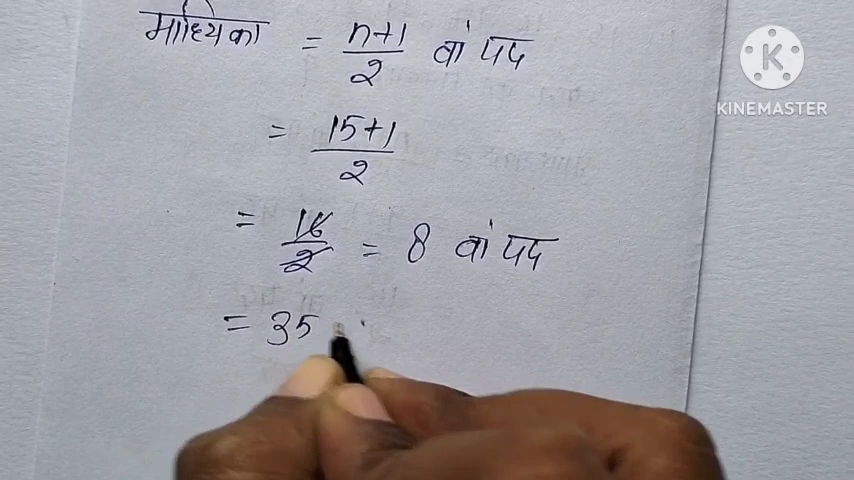 माध्यिका = n+1/2 वां पद
= 15+1/2
= 16/2 = 8 वां पद
= 35
KINEMASTER